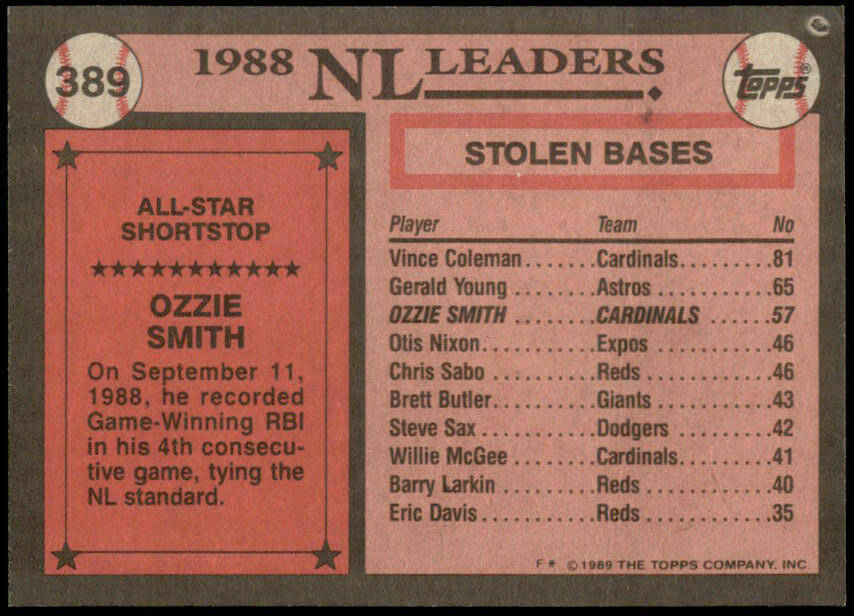 389
1988 NL LEADERS
topps®
ALL-STAR
SHORTSTOP
OZZIE
SMITH
On September 11,
1988, he recorded
Game-Winning RBI
in his 4th consecu-
tive game, tying the
NL standard.
STOLEN BASES
Player Team No
Vince Coleman.......Cardinals..........81
Gerald Young.......Astros..............65
OZZIE SMITH.......CARDINALS......57
Otis Nixon...........Expos..............46
Chris Sabo.........Reds...............46
Brett Butler.........Giants.............43
Steve Sax..........Dodgers...........42
Willie McGee.......Cardinals..........41
Barry Larkin.........Reds...............40
Eric Davis...........Reds...............35
F* ©1989 THE TOPPS COMPANY, INC.